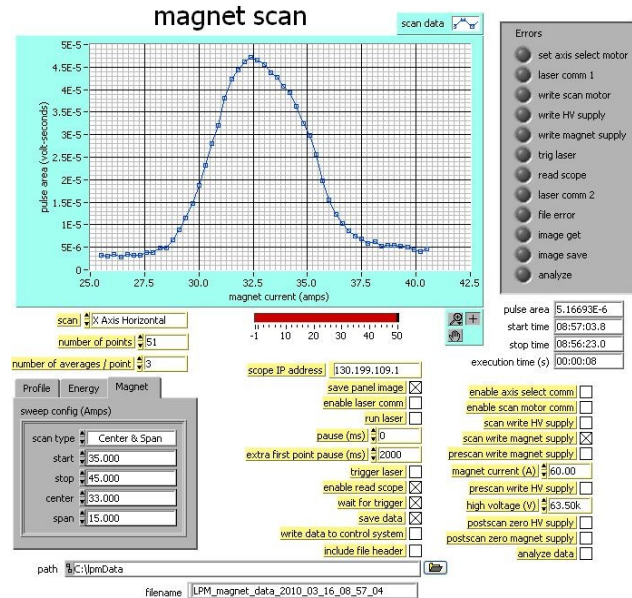 magnet scan
scan data
5E-5
4.5E-5
4E-5
3.5E-5
3E-5
2.5E-5
2E-5
1.5E-5
1E-5
5E-6
0
pulse area (volt-seconds)
25.0 27.5 30.0 32.5 35.0 37.5 40.0 42.5
magnet current (amps)
Errors
set axis select motor
laser comm 1
write scan motor
write HV supply
write magnet supply
trig laser
read scope
laser comm 2
file error
image get
image save
analyze
scan X Axis Horizontal
number of points 51
number of averages / point 3
-1 2 4 6 8 10
pulse area 5.16693E-6
start time 08:57:03.8
stop time 08:56:23.0
execution time (s) 00:00:08
Profile Energy Magnet
sweep config (Amps)
scan type Center & Span
start 35.000
stop 45.000
center 33.000
span 15.000
scope IP address 130.199.109.1
save panel image
enable laser comm
run laser
pause (ms) 0
extra first point pause (ms) 2000
trigger laser
enable read scope
wait for trigger
save data
write data to control system
include file header
enable axis select comm
enable scan motor comm
scan write HV supply
scan write magnet supply
prescan write magnet supply
magnet current (A) 60.00
prescan write HV supply
high voltage (V) 63.50k
postscan zero HV supply
postscan zero magnet supply
analyze data
path C:\lpmData
filename LPM_magnet_data_2010_03_16_08_57_04